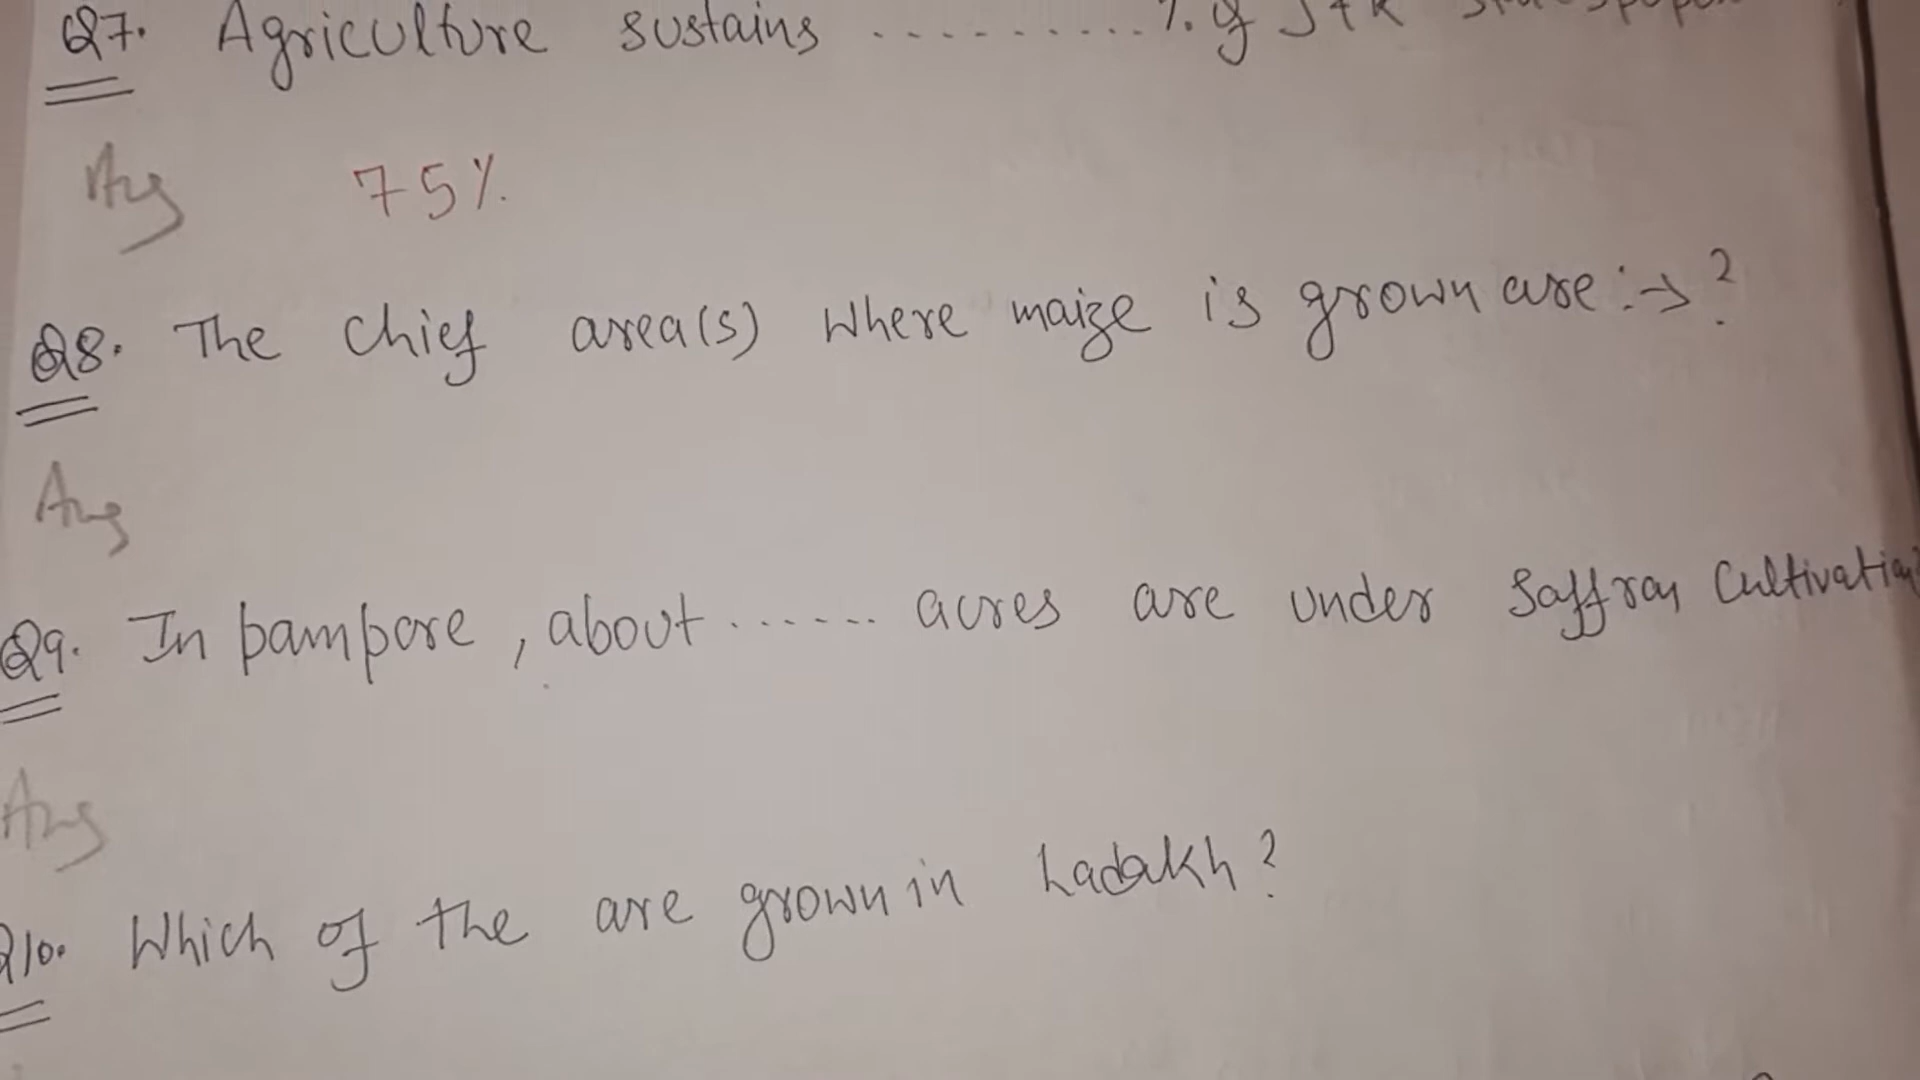 Q7. Agriculture sustains .......... %. of J+K
Ans 75%.
Q8. The chief area(s) where maize is grown are :-> ?
Ans
Q9. In pampore, about ...... acres are under saffron cultivation
Ans
Q10. Which of the are grown in Ladakh?